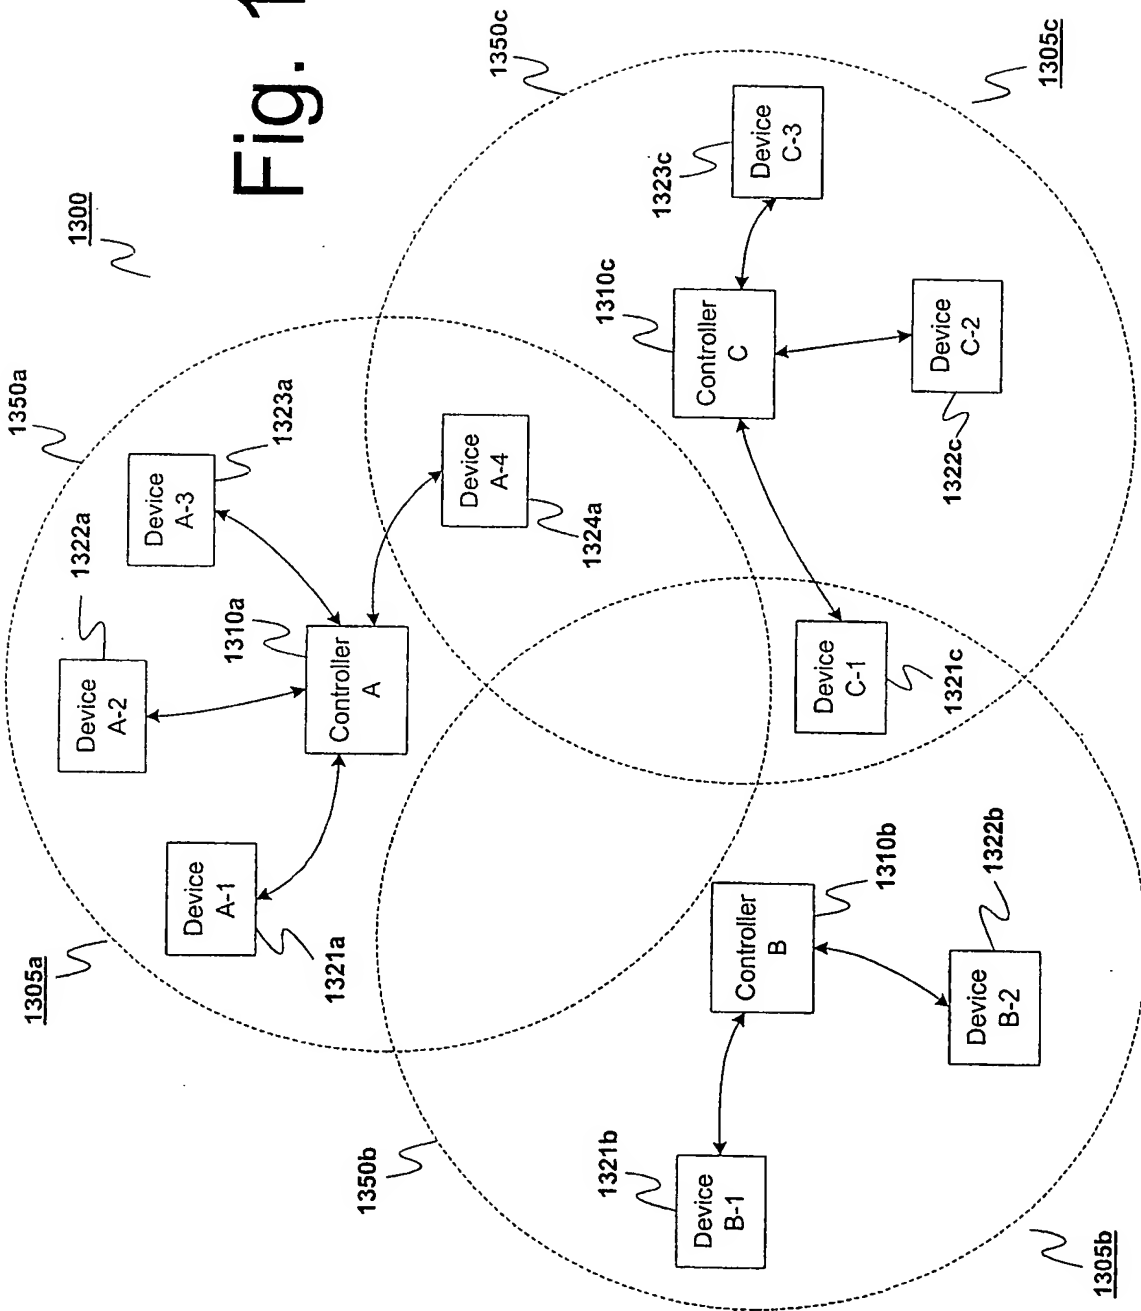 1305a
1350a
1300
Device
A-2
1322a
Device
A-3
1323a
Device
A-1
1321a
1310a
Controller
A
Fig. 1
Device
A-4
1324a
1350b
1350c
1321b
Device
B-1
1310c
Controller
C
1323c
Device
C-3
Controller
B
1310b
Device
C-1
1321c
Device
C-2
1322c
Device
B-2
1322b
1305b
1305c